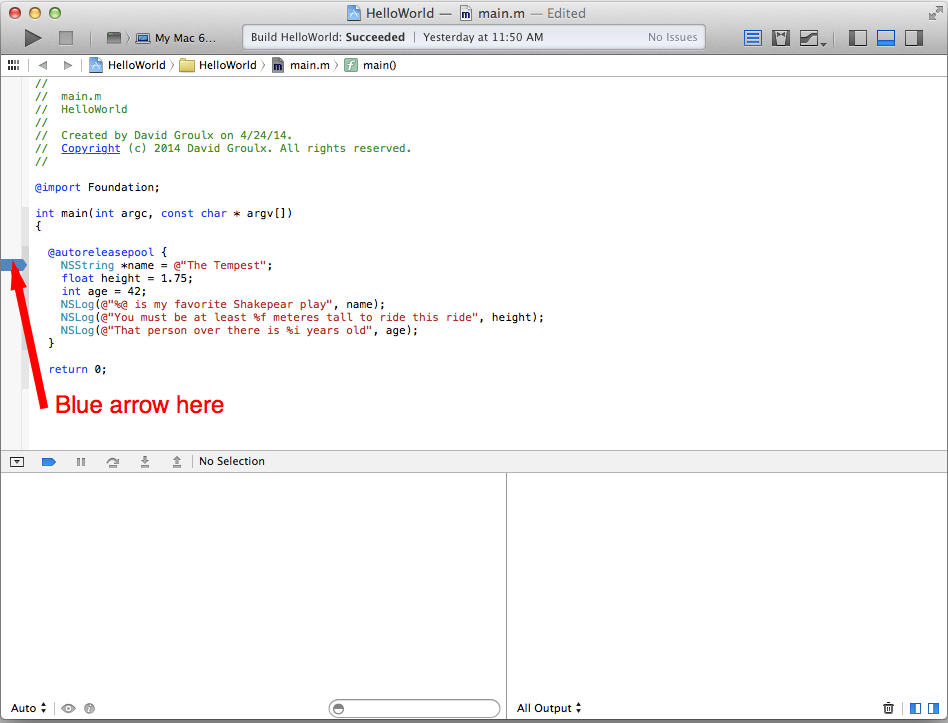 HelloWorld — main.m — Edited
My Mac 6... Build HelloWorld: Succeeded | Yesterday at 11:50 AM No Issues
HelloWorld HelloWorld main.m main()
//
//  main.m
//  HelloWorld
//
//  Created by David Groulx on 4/24/14.
//  Copyright (c) 2014 David Groulx. All rights reserved.
//
@import Foundation;
int main(int argc, const char * argv[])
{
@autoreleasepool {
NSString *name = @"The Tempest";
float height = 1.75;
int age = 42;
NSLog(@"%@ is my favorite Shakepear play", name);
NSLog(@"You must be at least %f meteres tall to ride this ride", height);
NSLog(@"That person over there is %i years old", age);
}
return 0;
Blue arrow here
No Selection
Auto All Output